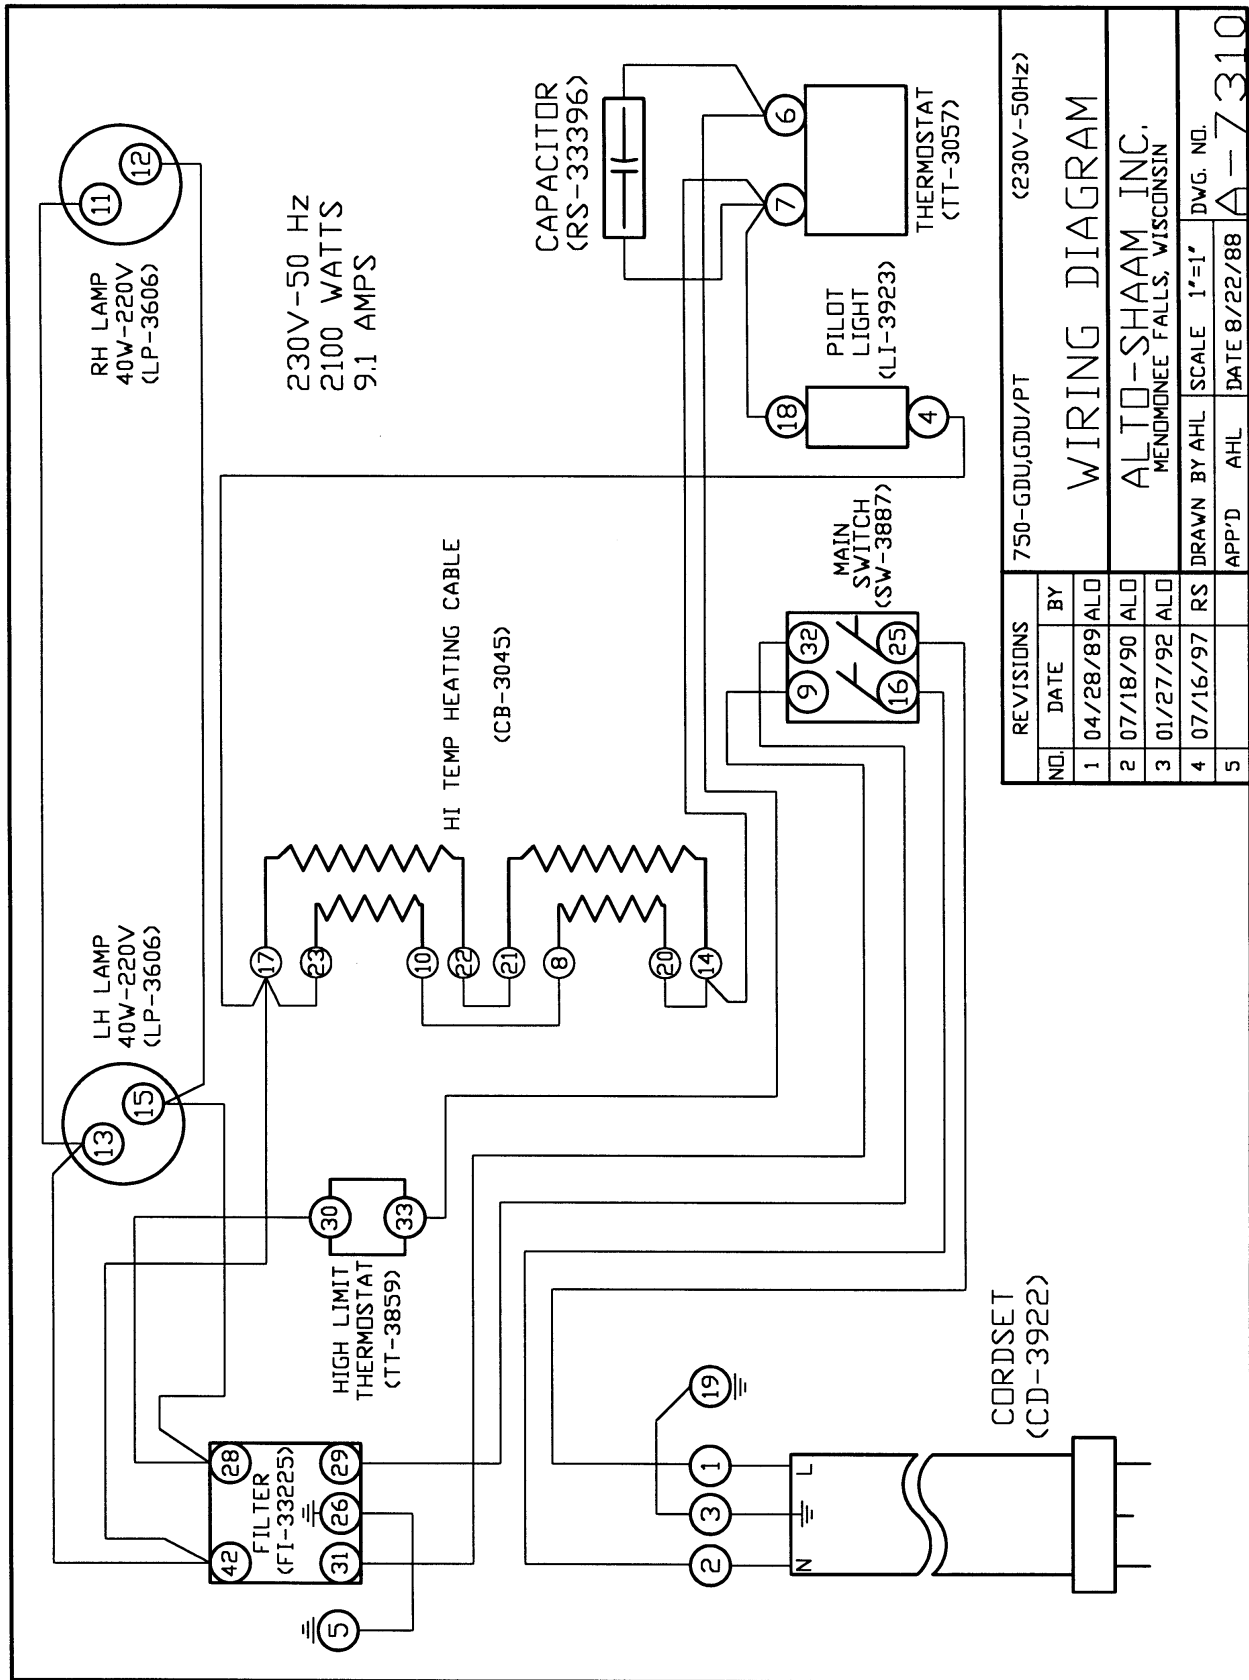 RH LAMP
40W-220V
(LP-3606)
11
12
LH LAMP
40W-220V
(LP-3606)
13
15
230V-50 Hz
2100 WATTS
9.1 AMPS
CAPACITOR
(RS-33396)
6
7
THERMOSTAT
(TT-3057)
PILOT
LIGHT
(LI-3923)
18
4
HI TEMP HEATING CABLE
(CB-3045)
17
23
10
22
21
8
20
14
MAIN
SWITCH
(SW-3887)
9
32
16
25
HIGH LIMIT
THERMOSTAT
(TT-3859)
30
33
FILTER
(FI-33225)
42
28
31
26
29
5
19
2
3
1
N
L
CORDSET
(CD-3922)
REVISIONS
NO. DATE BY
1 04/28/89 ALO
2 07/18/90 ALO
3 01/27/92 ALO
4 07/16/97 RS
5
750-GDU,GDU/PT (230V-50Hz)
WIRING DIAGRAM
ALTO-SHAAM INC.
MENOMONEE FALLS, WISCONSIN
DRAWN BY AHL SCALE 1"=1" DWG. NO.
APP'D AHL DATE 8/22/88 A-7310